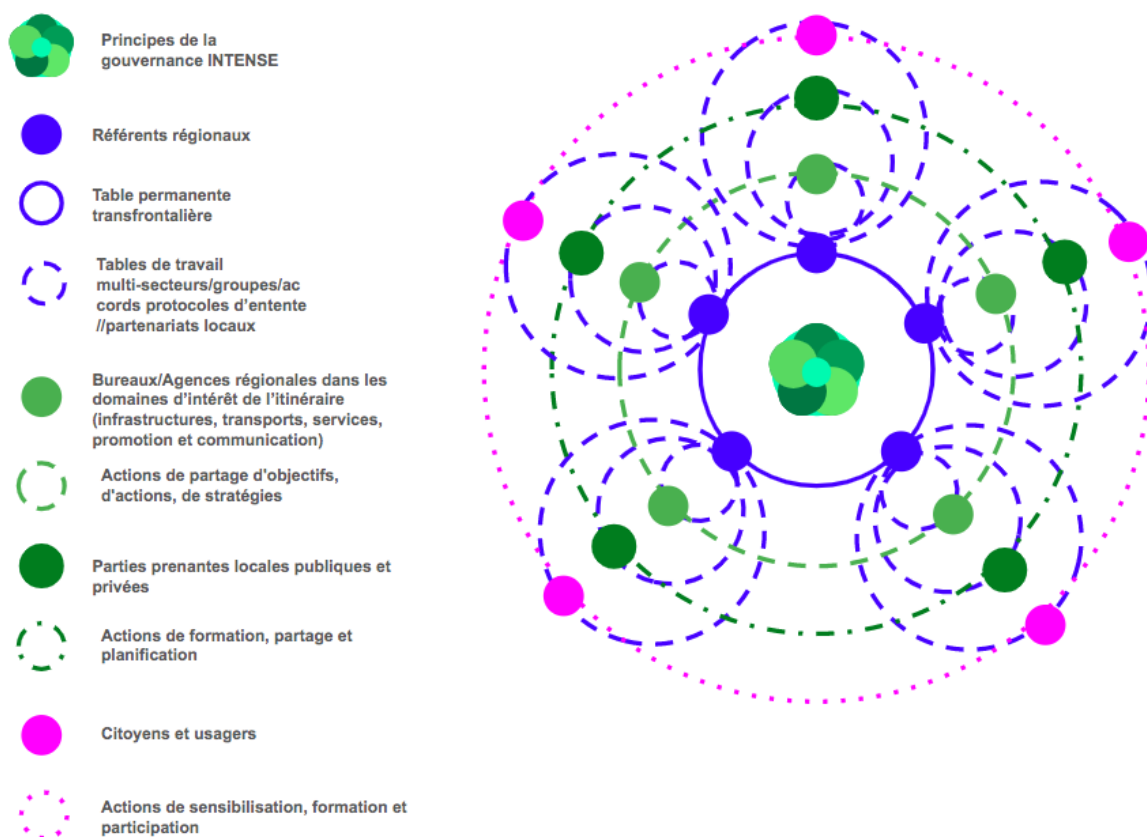 Principes de la
gouvernance INTENSE
Référents régionaux
Table permanente
transfrontalière
Tables de travail
multi-secteurs/groupes/ac
cords protocoles d'entente
//partenariats locaux
Bureaux/Agences régionales dans les
domaines d'intérêt de l'itinéraire
(infrastructures, transports, services,
promotion et communication)
Actions de partage d'objectifs,
d'actions, de stratégies
Parties prenantes locales publiques et
privées
Actions de formation, partage et
planification
Citoyens et usagers
Actions de sensibilisation, formation et
participation